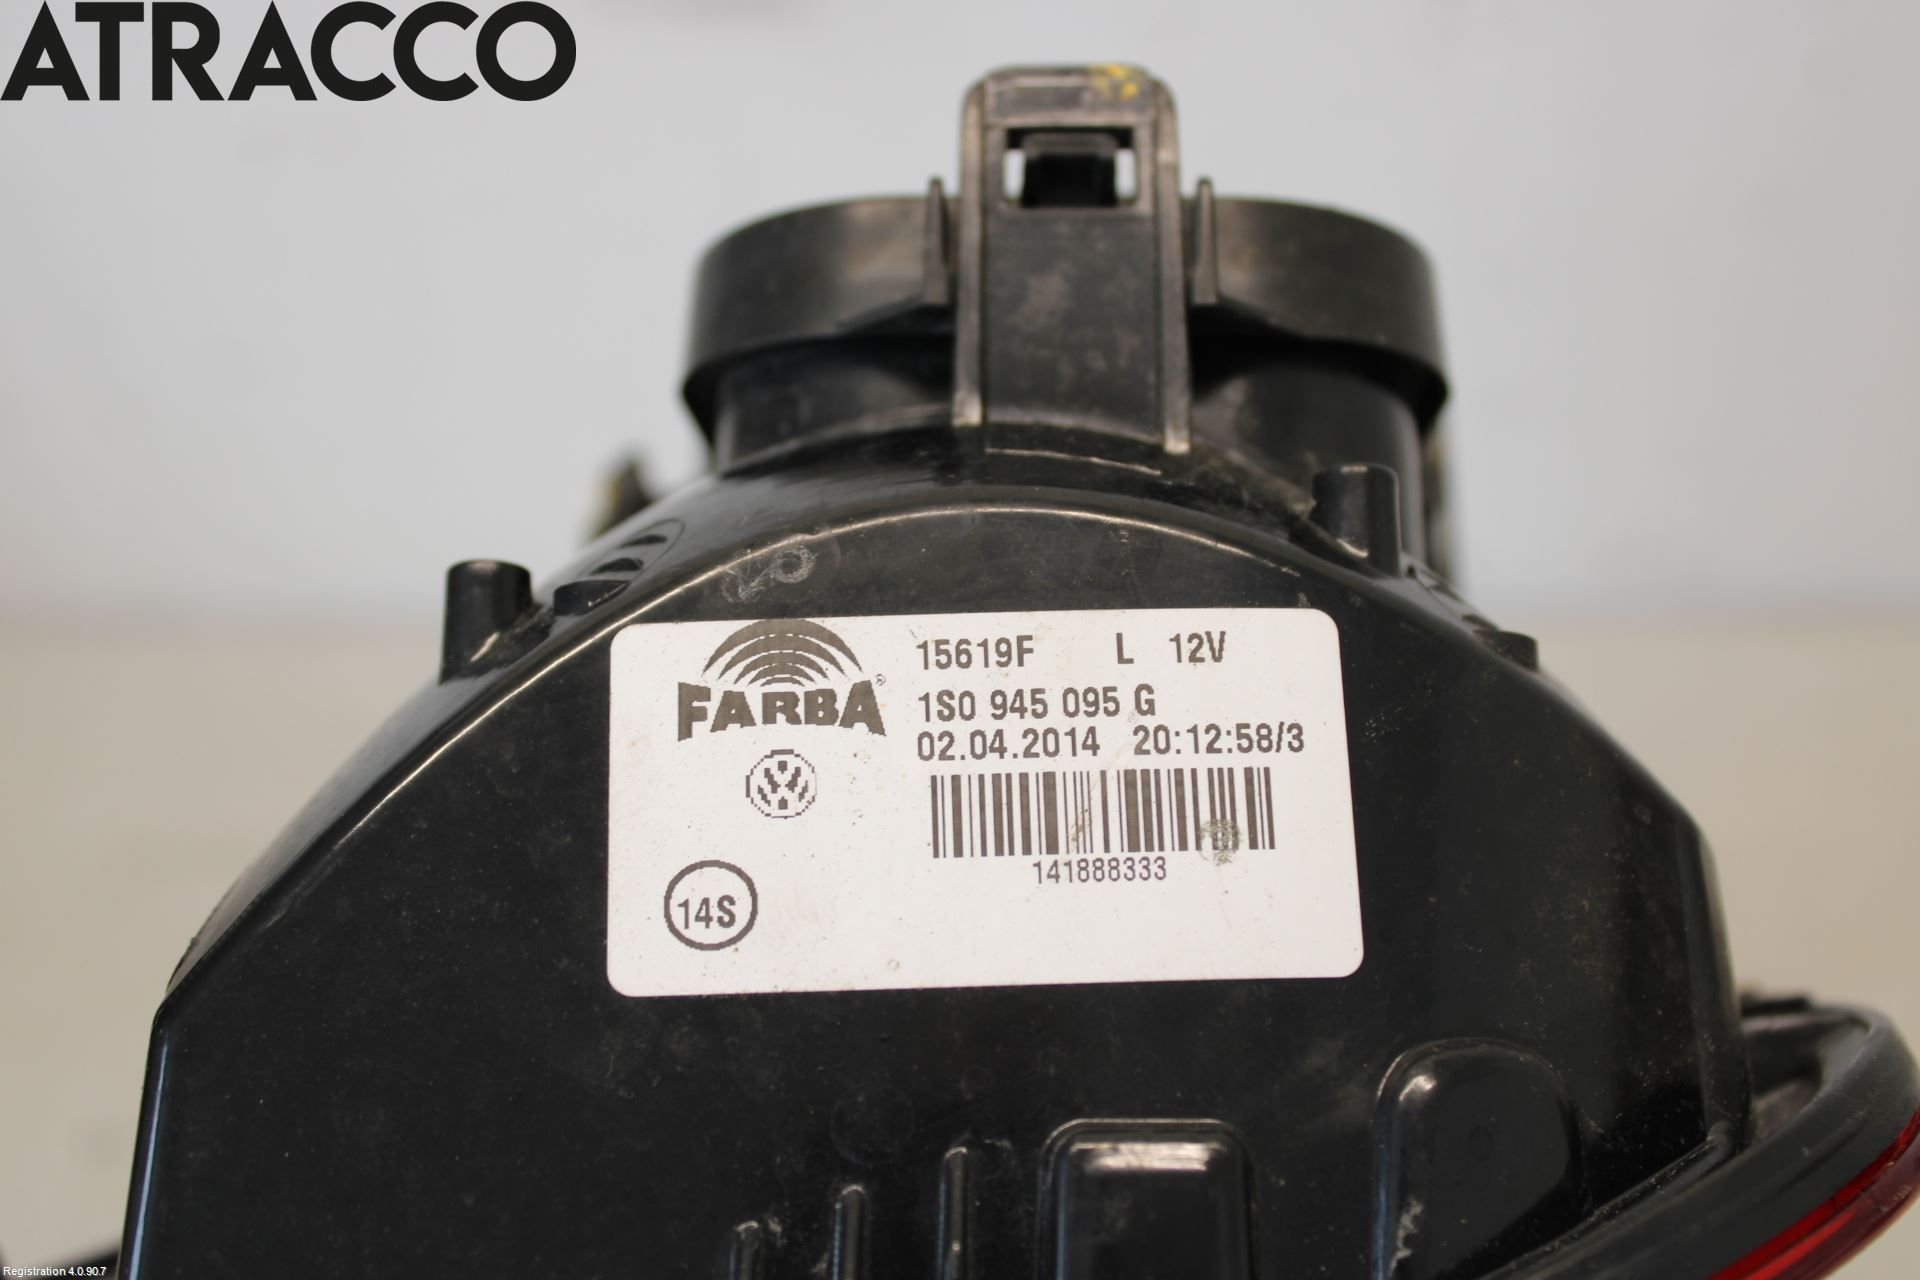 ATRACCO
FARBA®
15619F L 12V
1S0 945 095 G
02.04.2014 20:12:58/3
VW
141888333
14S
Registration 4.0.90.7